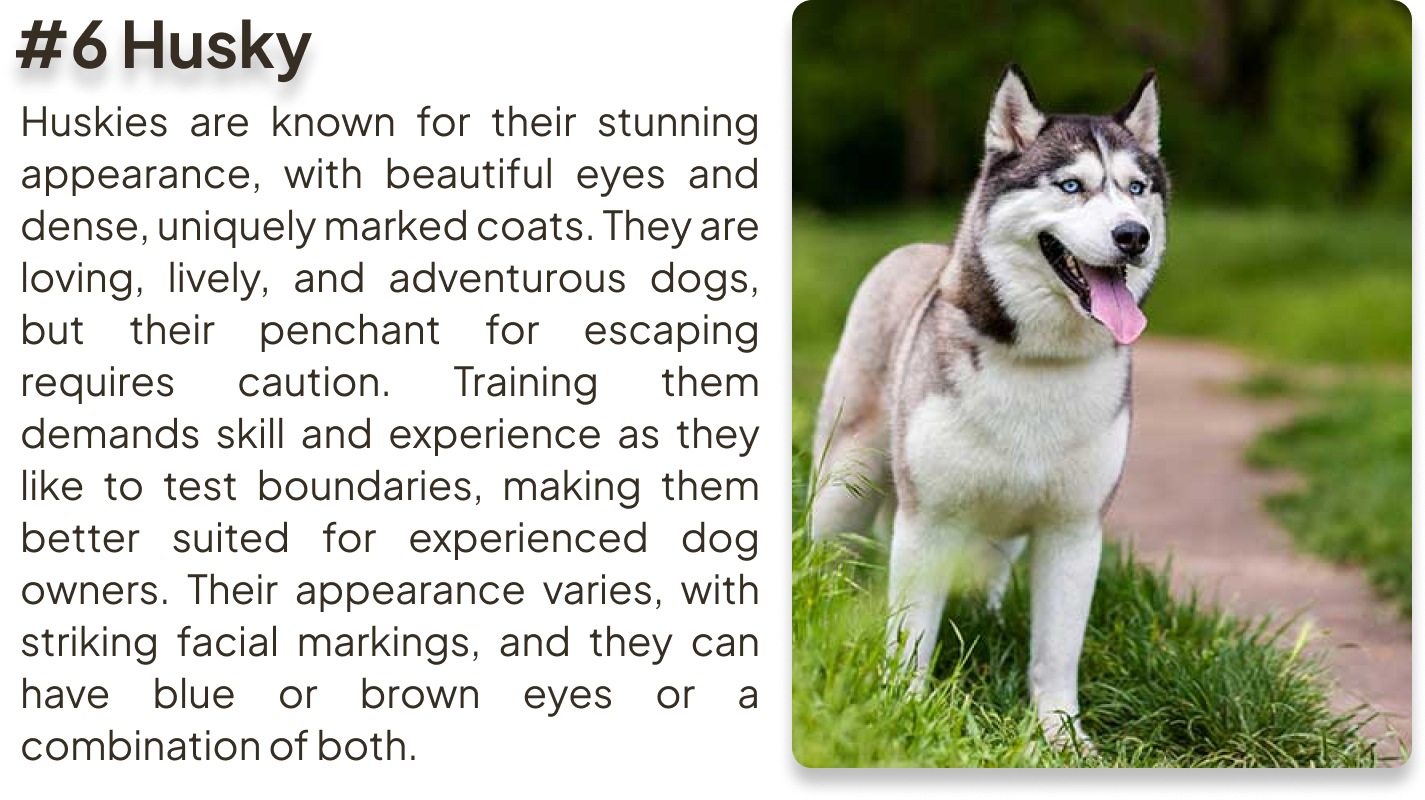 #6 Husky
Huskies are known for their stunning
appearance, with beautiful eyes and
dense, uniquely marked coats. They are
loving, lively, and adventurous dogs,
but their penchant for escaping
requires caution. Training them
demands skill and experience as they
like to test boundaries, making them
better suited for experienced dog
owners. Their appearance varies, with
striking facial markings, and they can
have blue or brown eyes or a
combination of both.